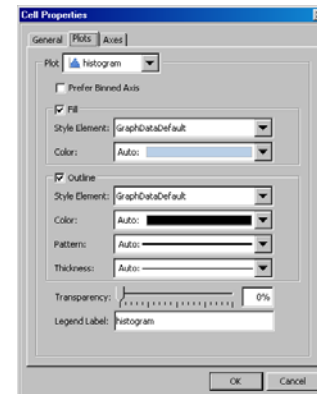 Cell Properties
General Plots Axes
Plot histogram
Prefer Binned Axis
Fill
Style Element: GraphDataDefault
Color: Auto:
Outline
Style Element: GraphDataDefault
Color: Auto:
Pattern: Auto:
Thickness: Auto:
Transparency: 0%
Legend Label: histogram
OK Cancel